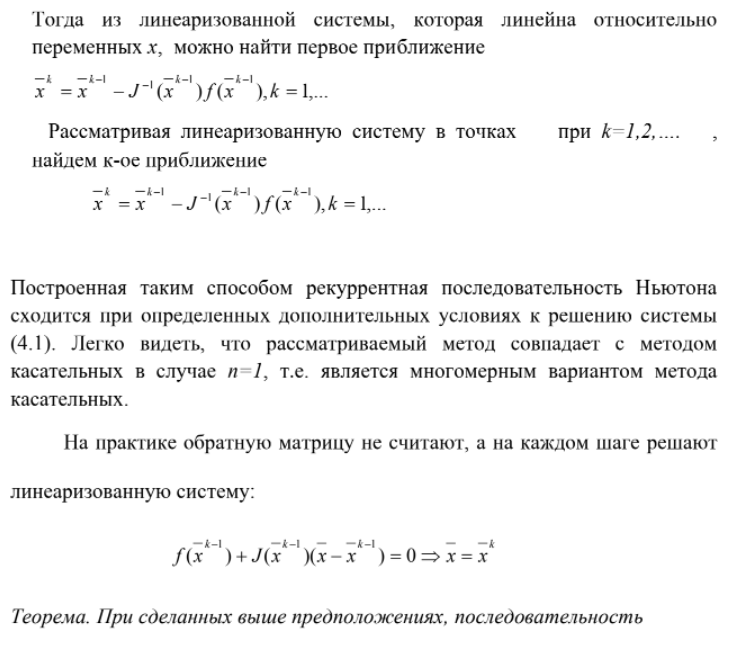 Тогда из линеаризованной системы, которая линейна относительно
переменных x, можно найти первое приближение
x̄ᵏ = x̄ᵏ⁻¹ − J⁻¹(x̄ᵏ⁻¹)f(x̄ᵏ⁻¹), k = 1,...
Рассматривая линеаризованную систему в точках при k=1,2,.... ,
найдем к-ое приближение
x̄ᵏ = x̄ᵏ⁻¹ − J⁻¹(x̄ᵏ⁻¹)f(x̄ᵏ⁻¹), k = 1,...
Построенная таким способом рекуррентная последовательность Ньютона
сходится при определенных дополнительных условиях к решению системы
(4.1). Легко видеть, что рассматриваемый метод совпадает с методом
касательных в случае n=1, т.е. является многомерным вариантом метода
касательных.
На практике обратную матрицу не считают, а на каждом шаге решают
линеаризованную систему:
f(x̄ᵏ⁻¹) + J(x̄ᵏ⁻¹)(x̄ − x̄ᵏ⁻¹) = 0 ⇒ x̄ = x̄ᵏ
Теорема. При сделанных выше предположениях, последовательность